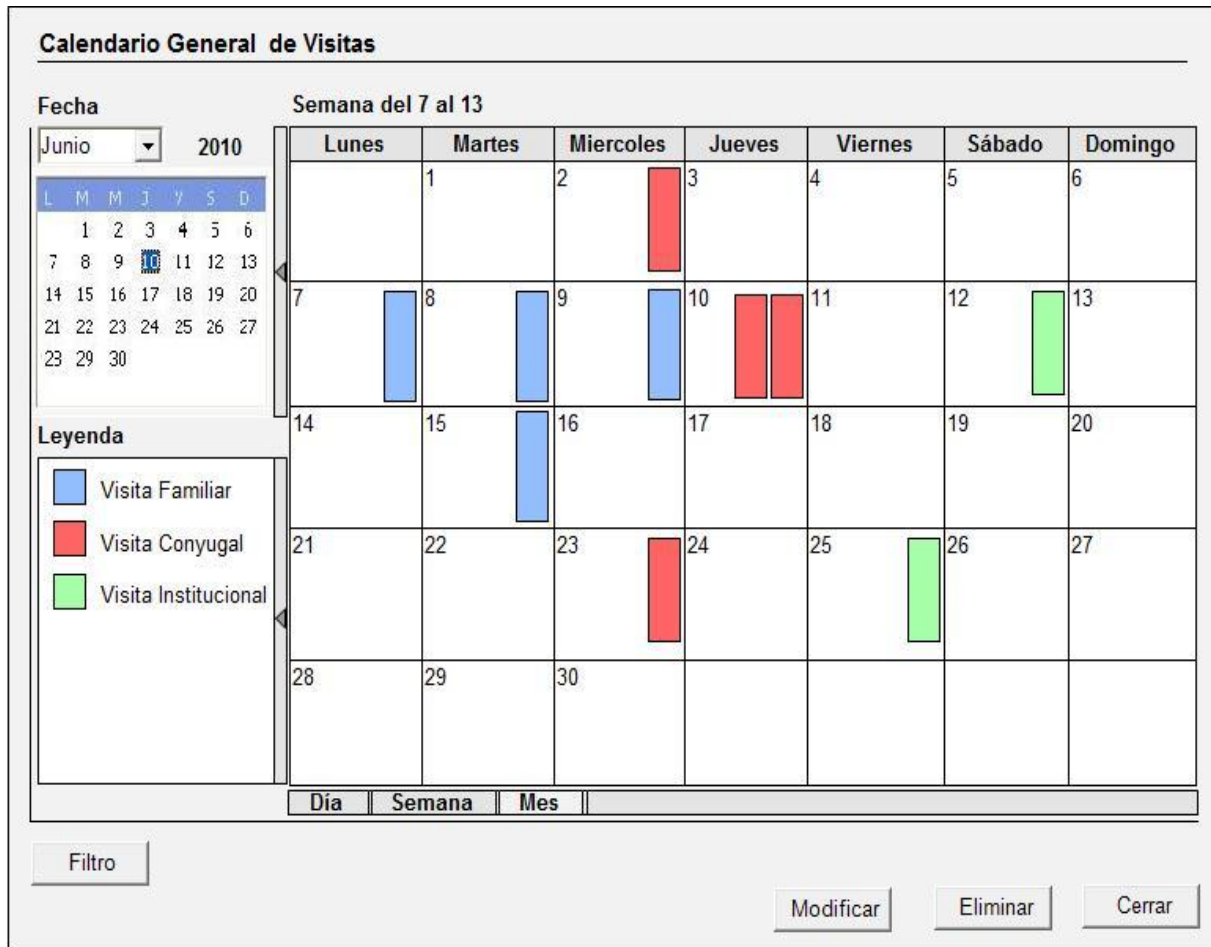 Calendario General de Visitas
Fecha
Junio 2010
L M M J V S D
1 2 3 4 5 6
7 8 9 10 11 12 13
14 15 16 17 18 19 20
21 22 23 24 25 26 27
23 29 30
Leyenda
Visita Familiar
Visita Conyugal
Visita Institucional
Semana del 7 al 13
Lunes Martes Miercoles Jueves Viernes Sábado Domingo
1 2 3 4 5 6
7 8 9 10 11 12 13
14 15 16 17 18 19 20
21 22 23 24 25 26 27
28 29 30
Día Semana Mes
Filtro
Modificar Eliminar Cerrar